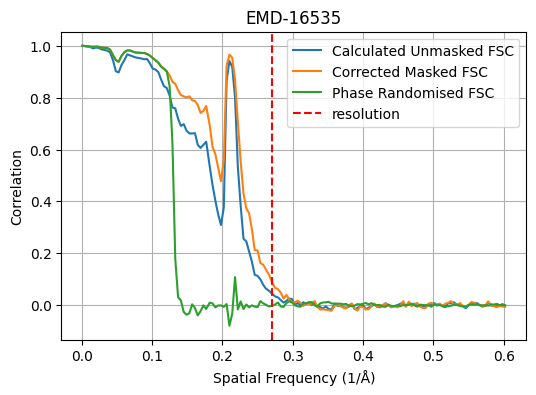 EMD-16535
1.0
0.8
0.6
0.4
0.2
0.0
Correlation
Calculated Unmasked FSC
Corrected Masked FSC
Phase Randomised FSC
resolution
0.0 0.1 0.2 0.3 0.4 0.5 0.6
Spatial Frequency (1/Å)